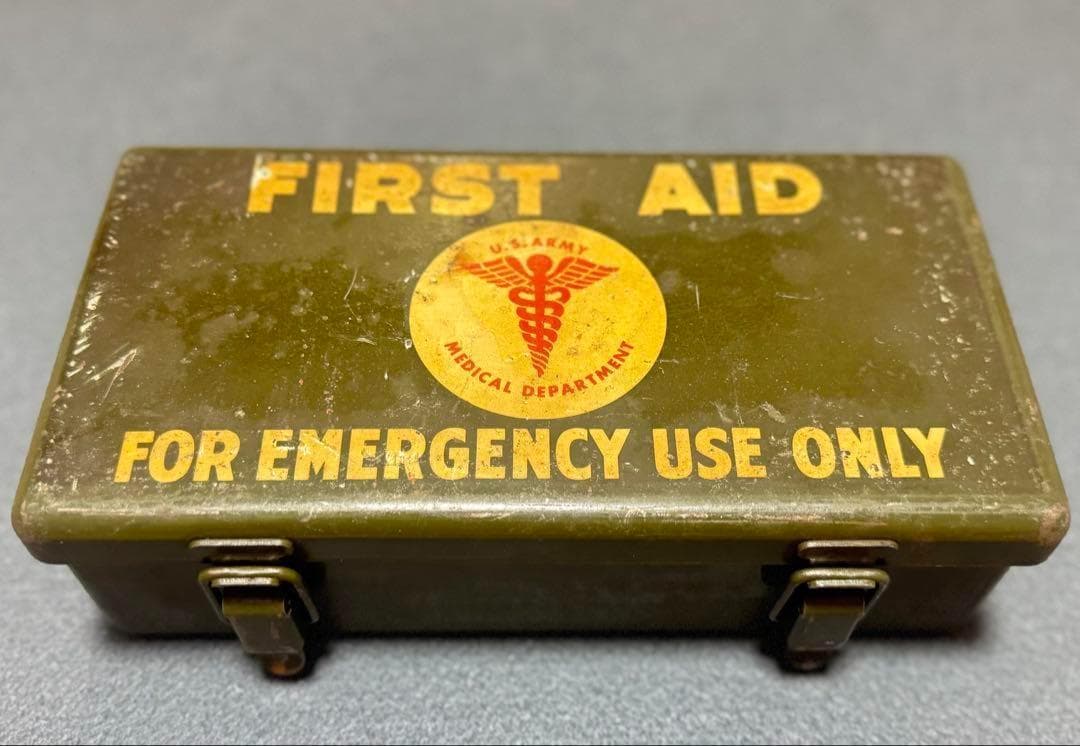 FIRST AID
U.S. ARMY
MEDICAL DEPARTMENT
FOR EMERGENCY USE ONLY